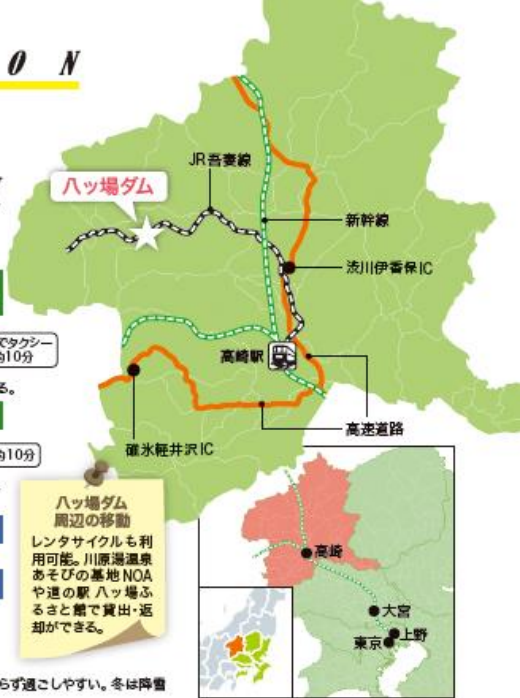 O N
JR吾妻線
八ッ場ダム
新幹線
渋川伊香保IC
でタクシー
約10分
高崎駅
る。
高速道路
約10分
碓氷軽井沢IC
八ッ場ダム
周辺の移動
レンタサイクルも利
用可能。川原湯温泉
あそびの基地 NOA
や道の駅 八ッ場ふ
るさと館で貸出・返
却ができる。
高崎
大宮
上野
東京
らず過ごしやすい。冬は降雪